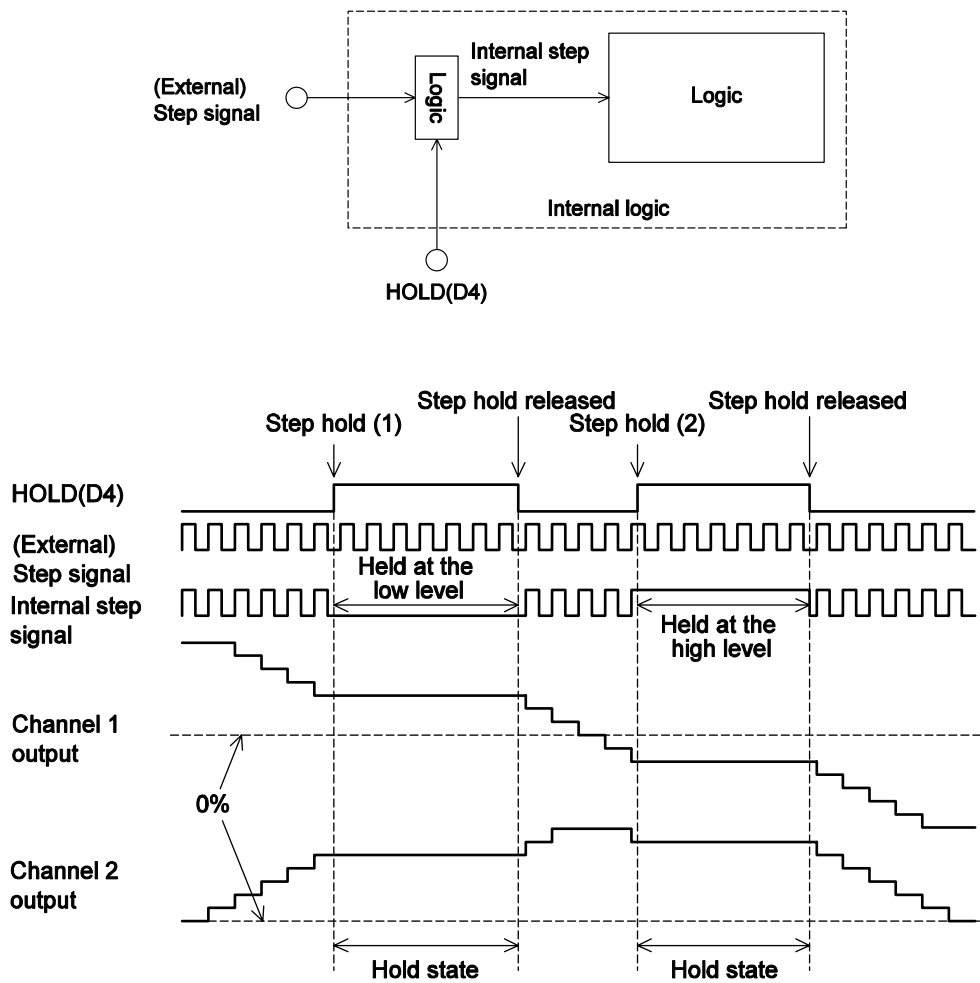 Internal step
signal
(External)
Step signal
Logic
Logic
Internal logic
HOLD(D4)
Step hold released
Step hold released
Step hold (1)
Step hold (2)
HOLD(D4)
(External)
Step signal
Held at the
low level
Internal step
signal
Held at the
high level
Channel 1
output
0%
Channel 2
output
Hold state
Hold state